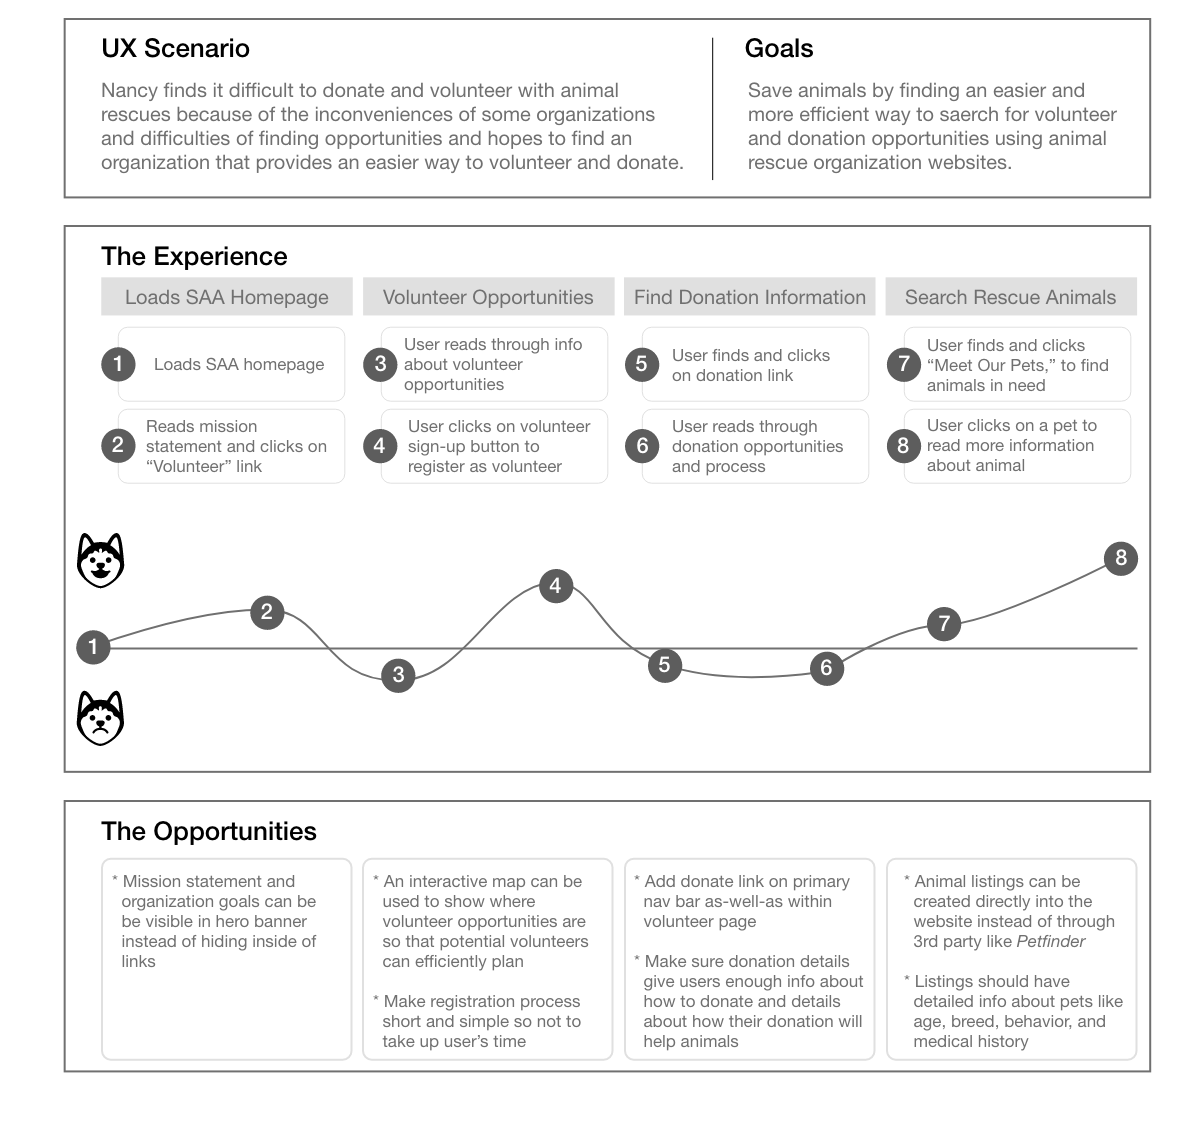 UX Scenario
Nancy finds it difficult to donate and volunteer with animal
rescues because of the inconveniences of some organizations
and difficulties of finding opportunities and hopes to find an
organization that provides an easier way to volunteer and donate.
Goals
Save animals by finding an easier and
more efficient way to saerch for volunteer
and donation opportunities using animal
rescue organization websites.
The Experience
Loads SAA Homepage
1
Loads SAA homepage
2
Reads mission
statement and clicks on
“Volunteer” link
Volunteer Opportunities
3
User reads through info
about volunteer
opportunities
4
User clicks on volunteer
sign-up button to
register as volunteer
Find Donation Information
5
User finds and clicks
on donation link
6
User reads through
donation opportunities
and process
Search Rescue Animals
7
User finds and clicks
“Meet Our Pets,” to find
animals in need
8
User clicks on a pet to
read more information
about animal
1
2
3
4
5
6
7
8
The Opportunities
* Mission statement and
organization goals can be
be visible in hero banner
instead of hiding inside of
links
* An interactive map can be
used to show where
volunteer opportunities are
so that potential volunteers
can efficiently plan
* Make registration process
short and simple so not to
take up user’s time
* Add donate link on primary
nav bar as-well-as within
volunteer page
* Make sure donation details
give users enough info about
how to donate and details
about how their donation will
help animals
* Animal listings can be
created directly into the
website instead of through
3rd party like Petfinder
* Listings should have
detailed info about pets like
age, breed, behavior, and
medical history